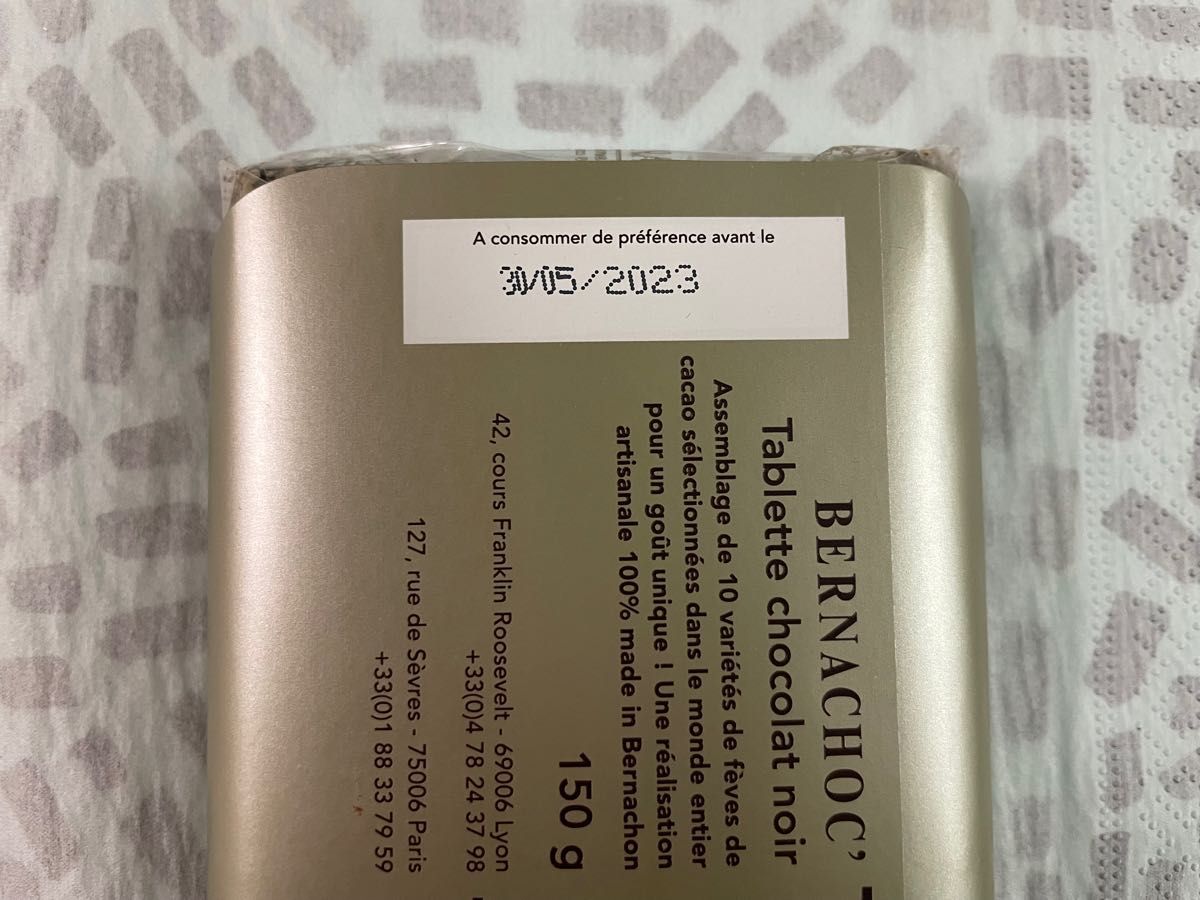 A consommer de préférence avant le
30/05/2023
BERNACHOC'
Tablette chocolat noir
Assemblage de 10 variétés de fèves de
cacao sélectionnées dans le monde entier
pour un goût unique ! Une réalisation
artisanale 100% made in Bernachon
150 g
42, cours Franklin Roosevelt - 69006 Lyon
+33(0)4 78 24 37 98
127, rue de Sèvres - 75006 Paris
+33(0)1 88 33 79 59